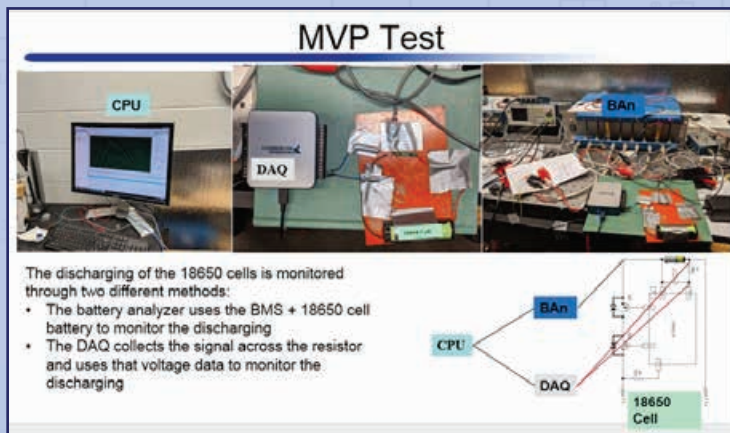 MVP Test
CPU
DAQ
BAn
The discharging of the 18650 cells is monitored
through two different methods:
• The battery analyzer uses the BMS + 18650 cell
battery to monitor the discharging
• The DAQ collects the signal across the resistor
and uses that voltage data to monitor the
discharging
CPU
BAn
DAQ
18650
Cell